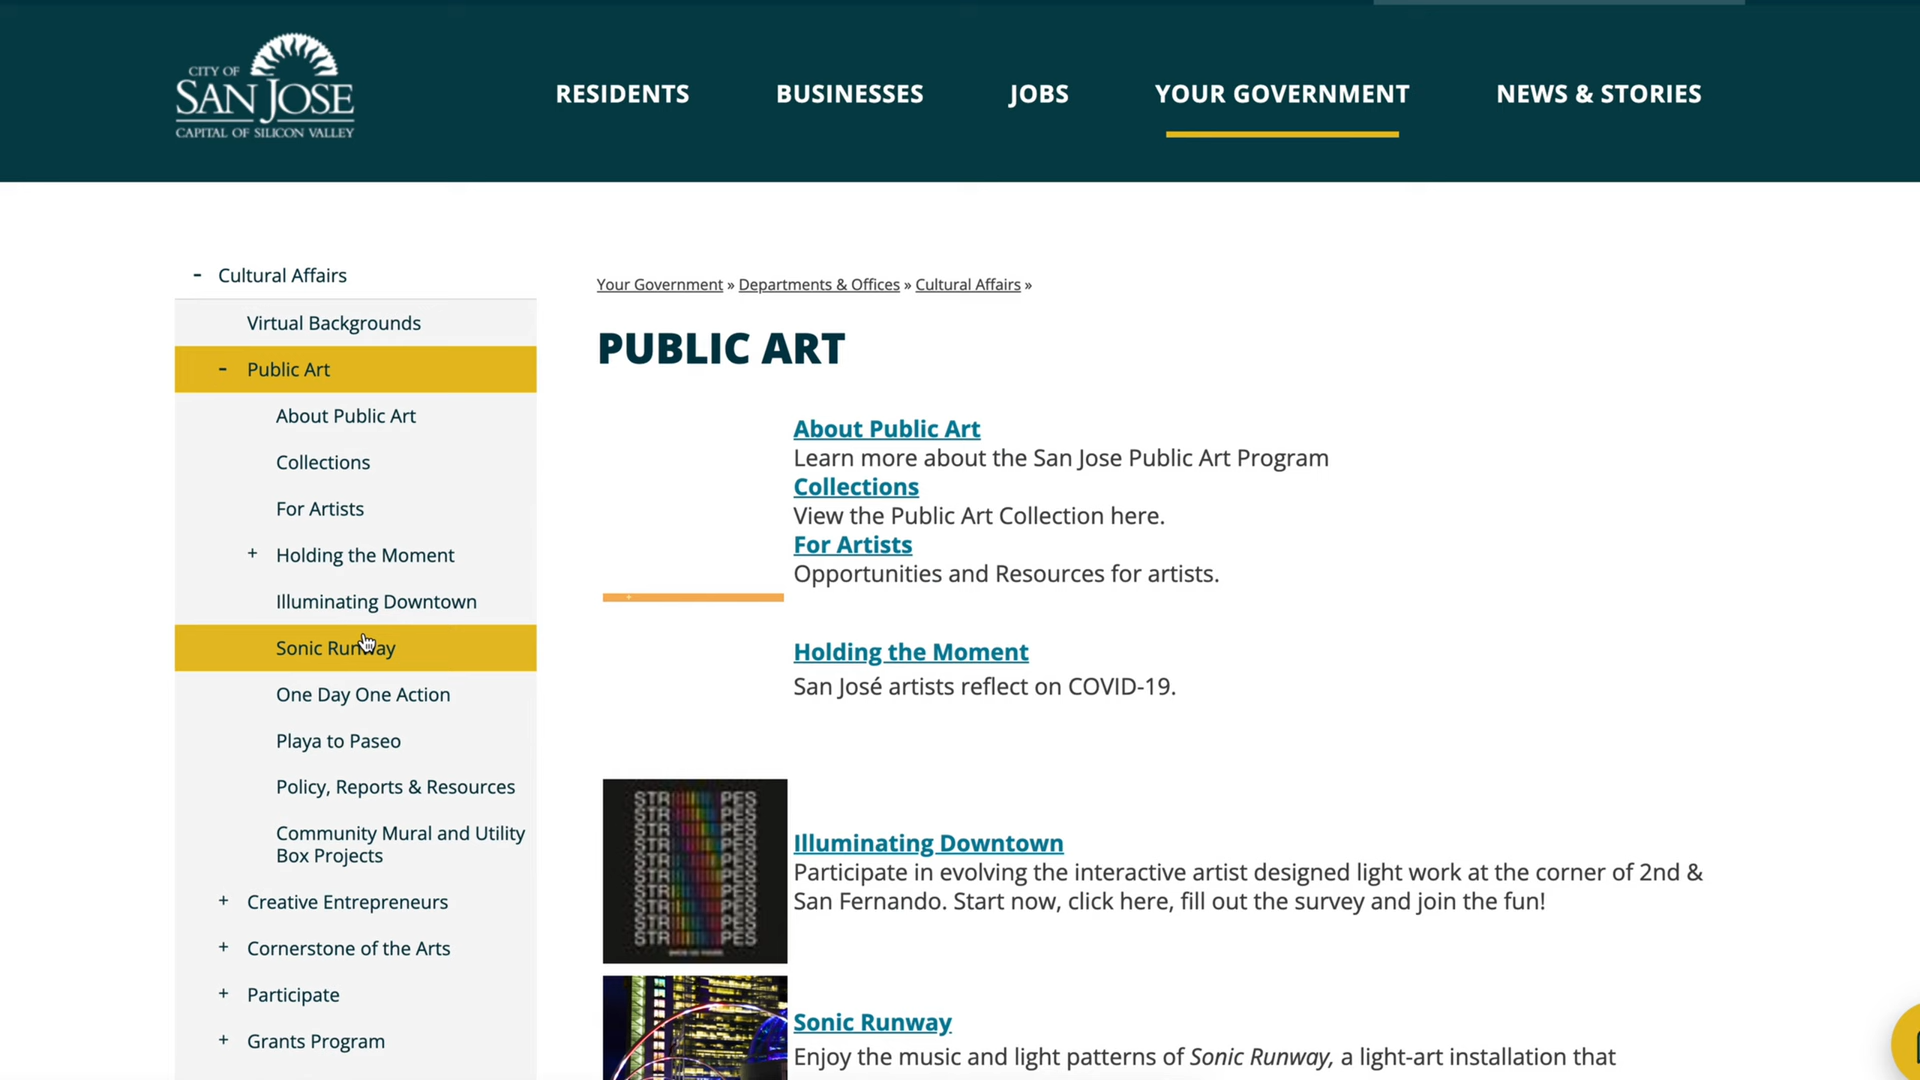 CITY OF
SAN JOSE
CAPITAL OF SILICON VALLEY
RESIDENTS
BUSINESSES
JOBS
YOUR GOVERNMENT
NEWS & STORIES
- Cultural Affairs
Virtual Backgrounds
- Public Art
About Public Art
Collections
For Artists
+ Holding the Moment
Illuminating Downtown
Sonic Runway
One Day One Action
Playa to Paseo
Policy, Reports & Resources
Community Mural and Utility
Box Projects
+ Creative Entrepreneurs
+ Cornerstone of the Arts
+ Participate
+ Grants Program
Your Government » Departments & Offices » Cultural Affairs »
PUBLIC ART
About Public Art
Learn more about the San Jose Public Art Program
Collections
View the Public Art Collection here.
For Artists
Opportunities and Resources for artists.
Holding the Moment
San José artists reflect on COVID-19.
Illuminating Downtown
Participate in evolving the interactive artist designed light work at the corner of 2nd &
San Fernando. Start now, click here, fill out the survey and join the fun!
Sonic Runway
Enjoy the music and light patterns of Sonic Runway, a light-art installation that